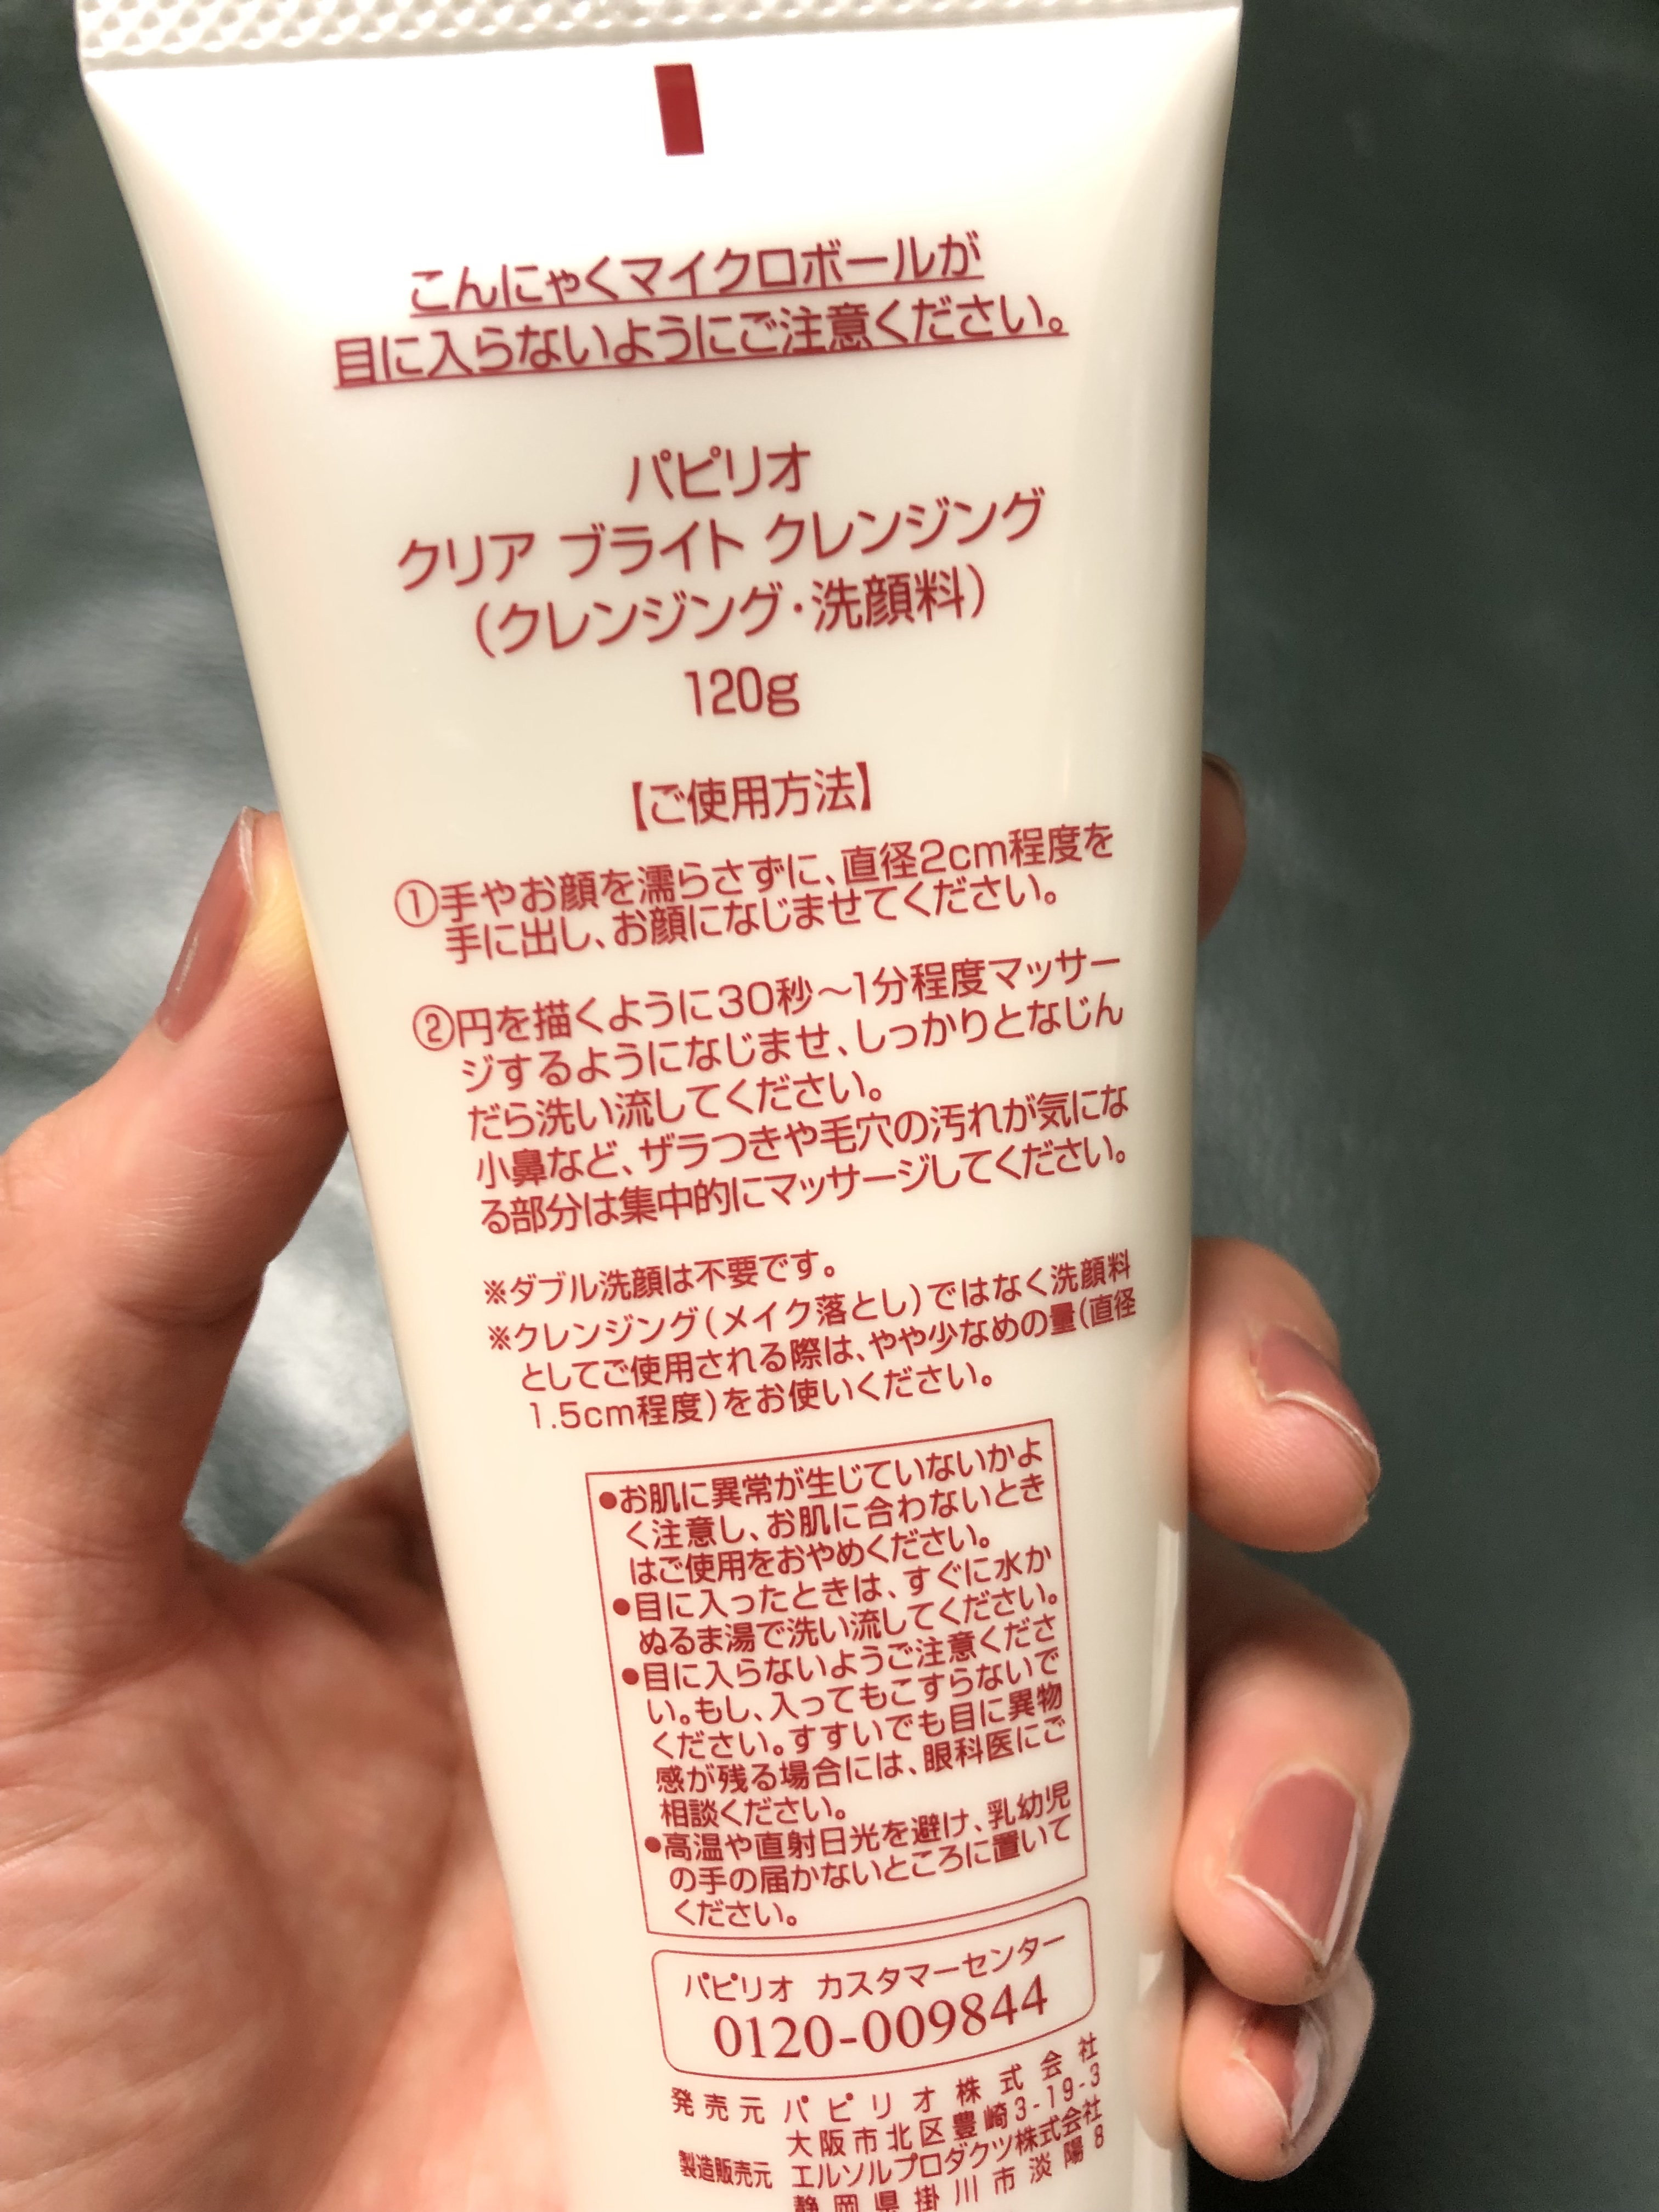 こんにゃくマイクロボールが
目に入らないようにご注意ください。
パピリオ
クリア ブライト クレンジング
（クレンジング・洗顔料）
120g
【ご使用方法】
①手やお顔を濡らさずに、直径2cm程度を
手に出し、お顔になじませてください。
②円を描くように30秒～1分程度マッサー
ジするようになじませ、しっかりとなじん
だら洗い流してください。
小鼻など、ザラつきや毛穴の汚れが気にな
る部分は集中的にマッサージしてください。
※ダブル洗顔は不要です。
※クレンジング（メイク落とし）ではなく洗顔料
としてご使用される際は、やや少なめの量（直径
1.5cm程度）をお使いください。
●お肌に異常が生じていないかよ
く注意し、お肌に合わないとき
はご使用をおやめください。
●目に入ったときは、すぐに水か
ぬるま湯で洗い流してください。
●目に入らないようご注意くださ
い。もし、入ってもこすらないで
ください。すすいでも目に異物
感が残る場合には、眼科医にご
相談ください。
●高温や直射日光を避け、乳幼児
の手の届かないところに置いて
ください。
パピリオ カスタマーセンター
0120-009844
発売元 パピリオ株式会社
大阪市北区豊崎3-19-3
製造販売元 エルソルプロダクツ株式会社
静岡県掛川市淡陽8